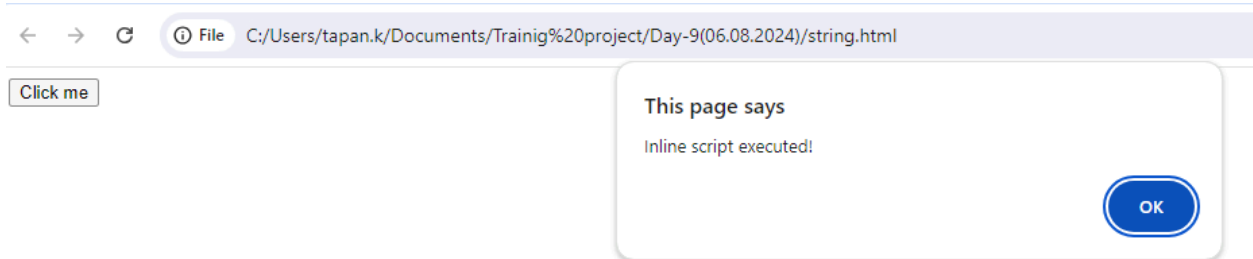 File C:/Users/tapan.k/Documents/Trainig%20project/Day-9(06.08.2024)/string.html
Click me
This page says
Inline script executed!
OK